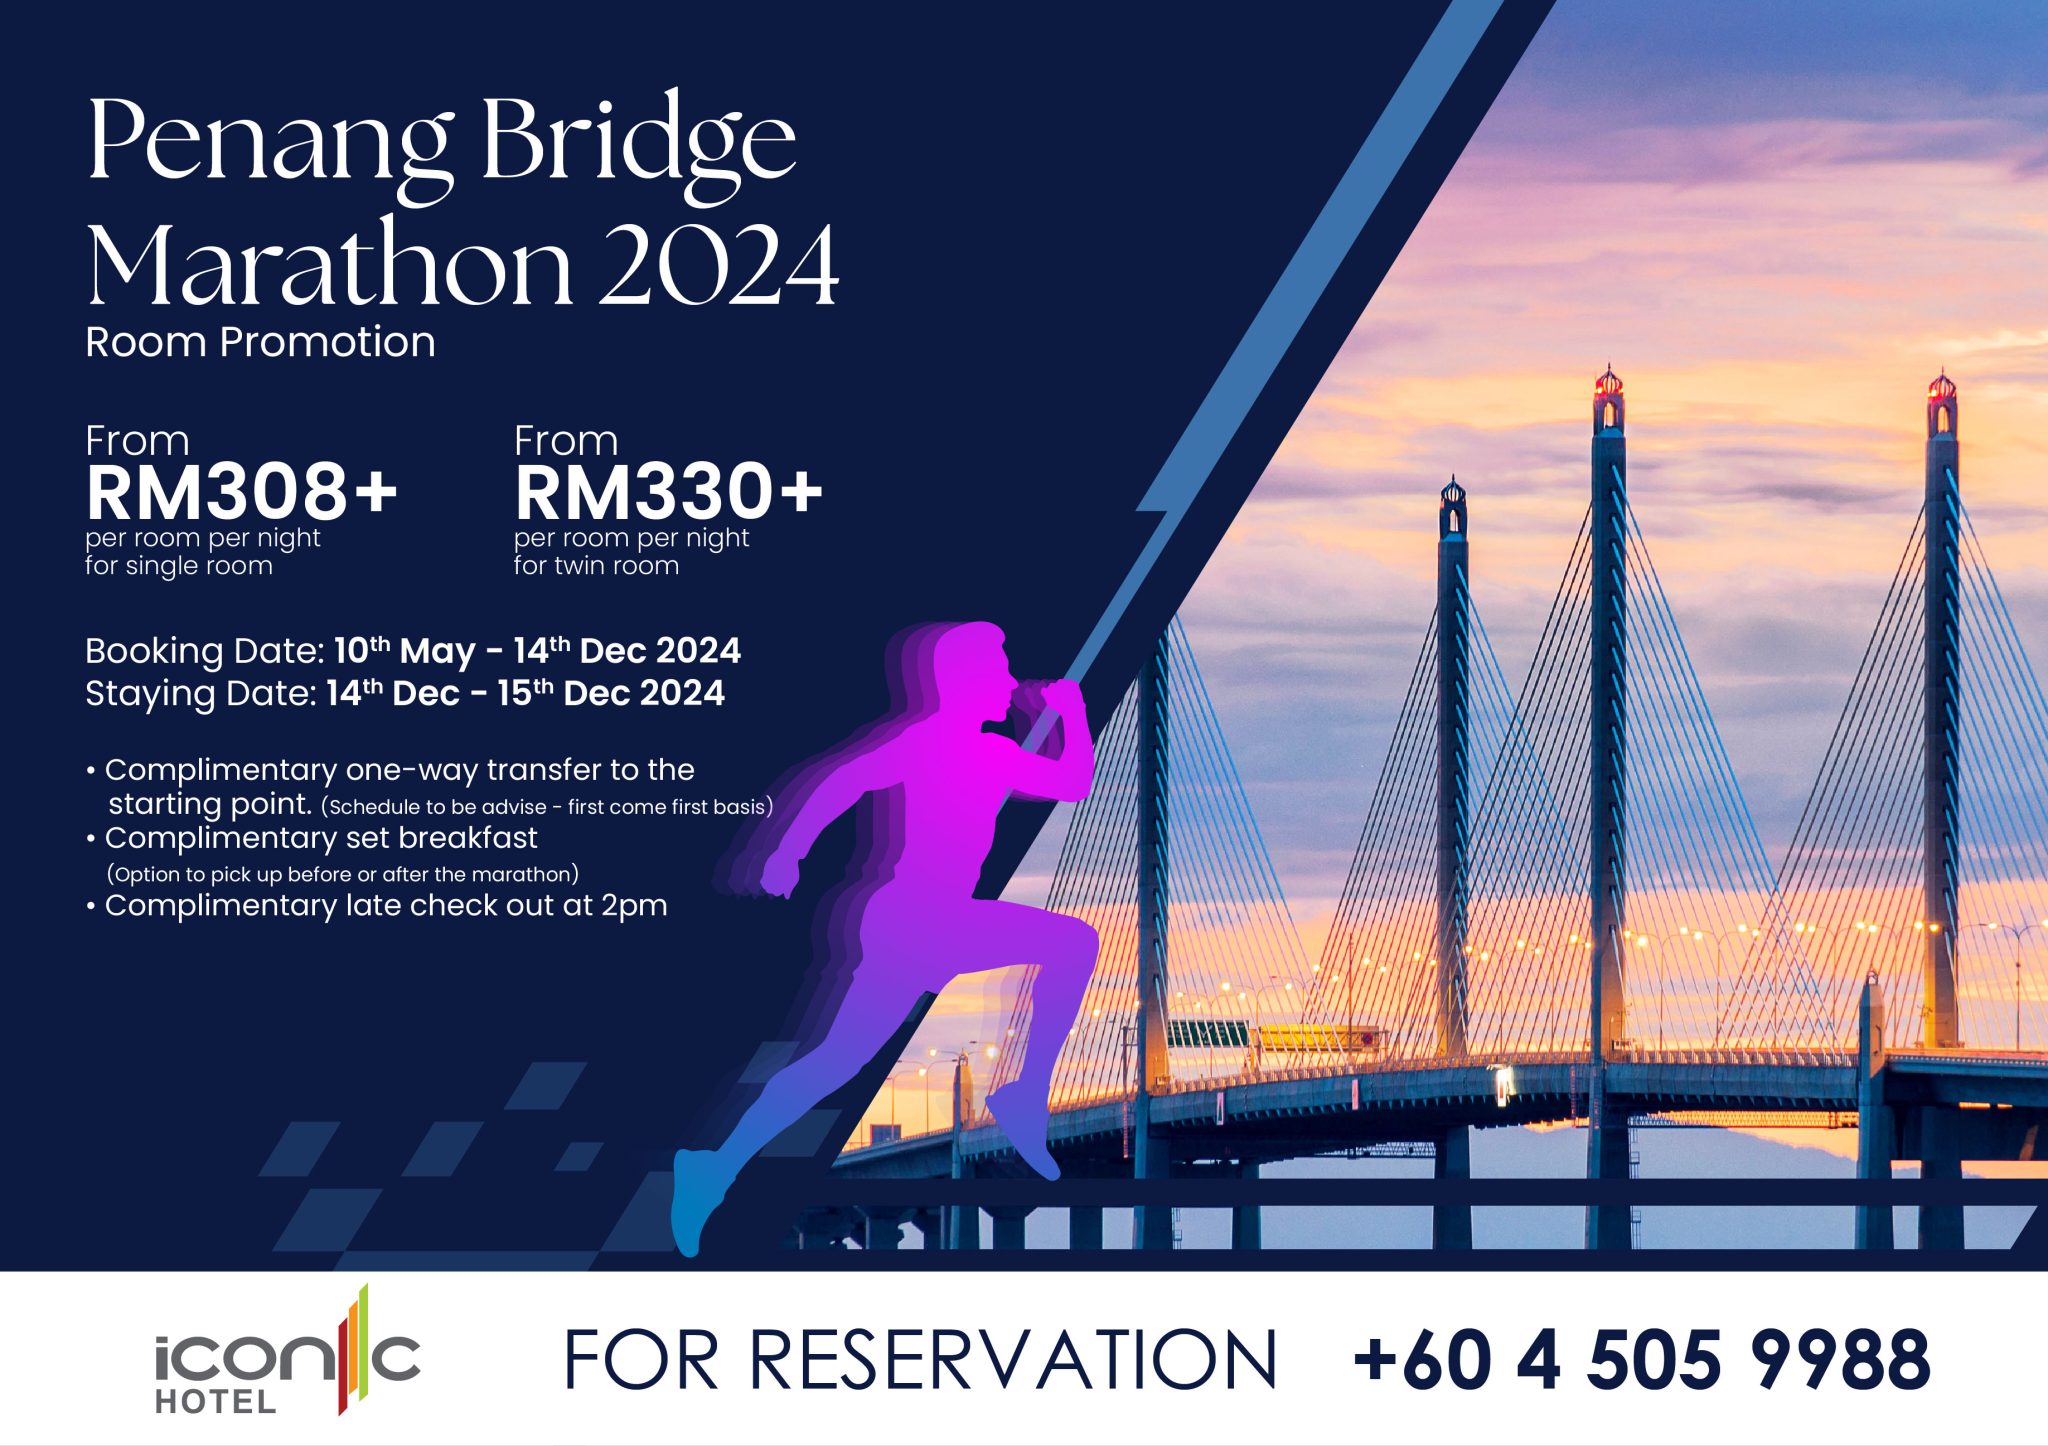 Penang Bridge
Marathon 2024
Room Promotion
From
RM308+
per room per night
for single room
From
RM330+
per room per night
for twin room
Booking Date: 10th May - 14th Dec 2024
Staying Date: 14th Dec - 15th Dec 2024
• Complimentary one-way transfer to the
starting point. (Schedule to be advise - first come first basis)
• Complimentary set breakfast
(Option to pick up before or after the marathon)
• Complimentary late check out at 2pm
iconic
HOTEL
FOR RESERVATION +60 4 505 9988